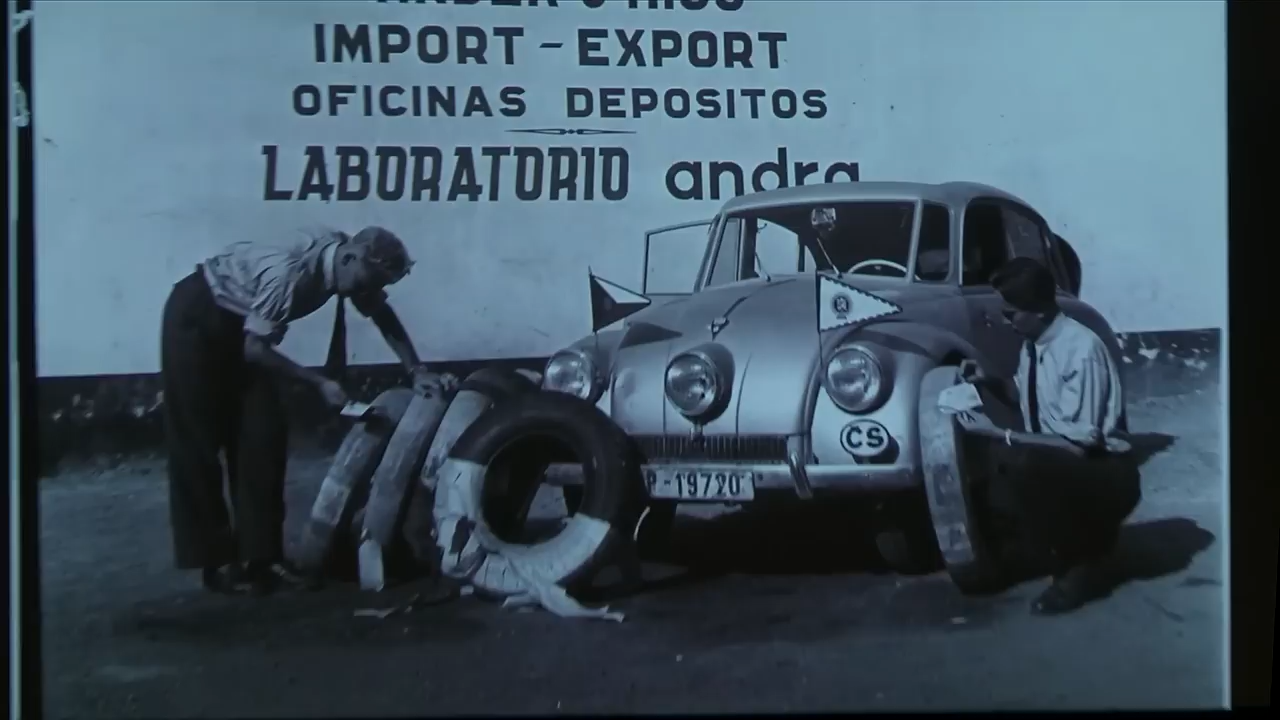 IMPORT - EXPORT
OFICINAS DEPOSITOS
LABORATORIO andra
CS
P-19720